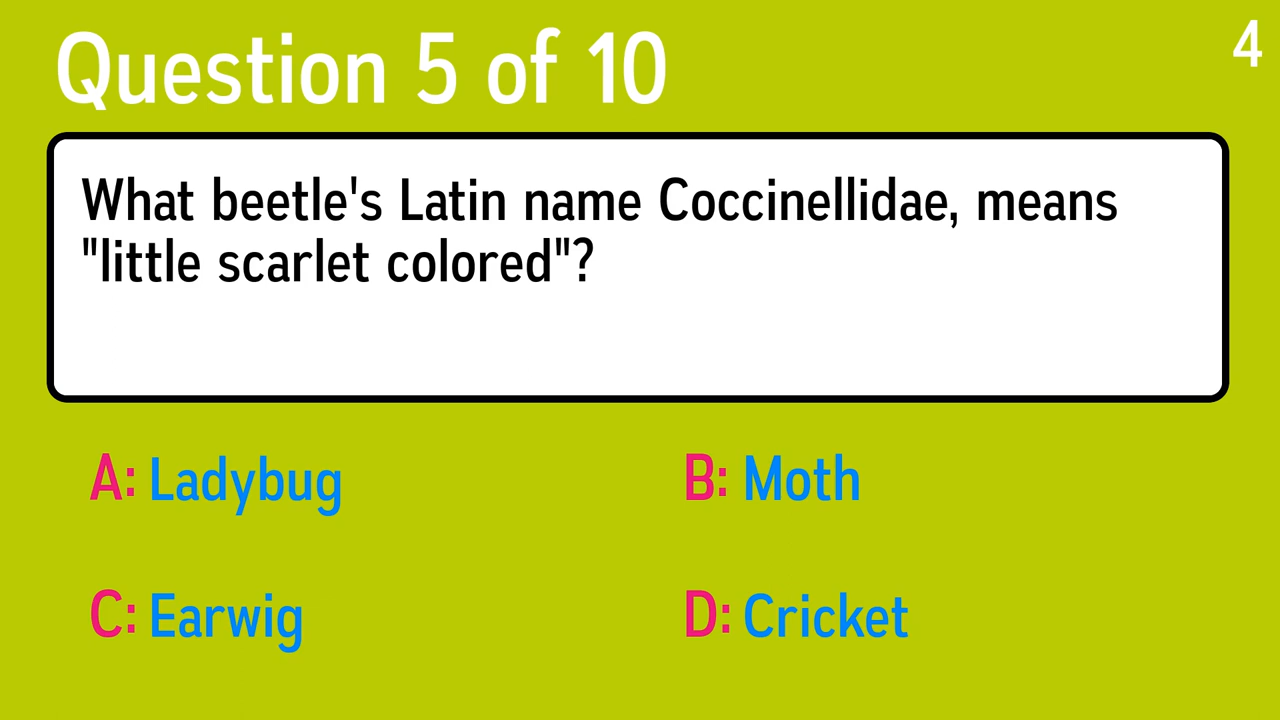 Question 5 of 10
4
What beetle's Latin name Coccinellidae, means
"little scarlet colored"?
A: Ladybug
B: Moth
C: Earwig
D: Cricket